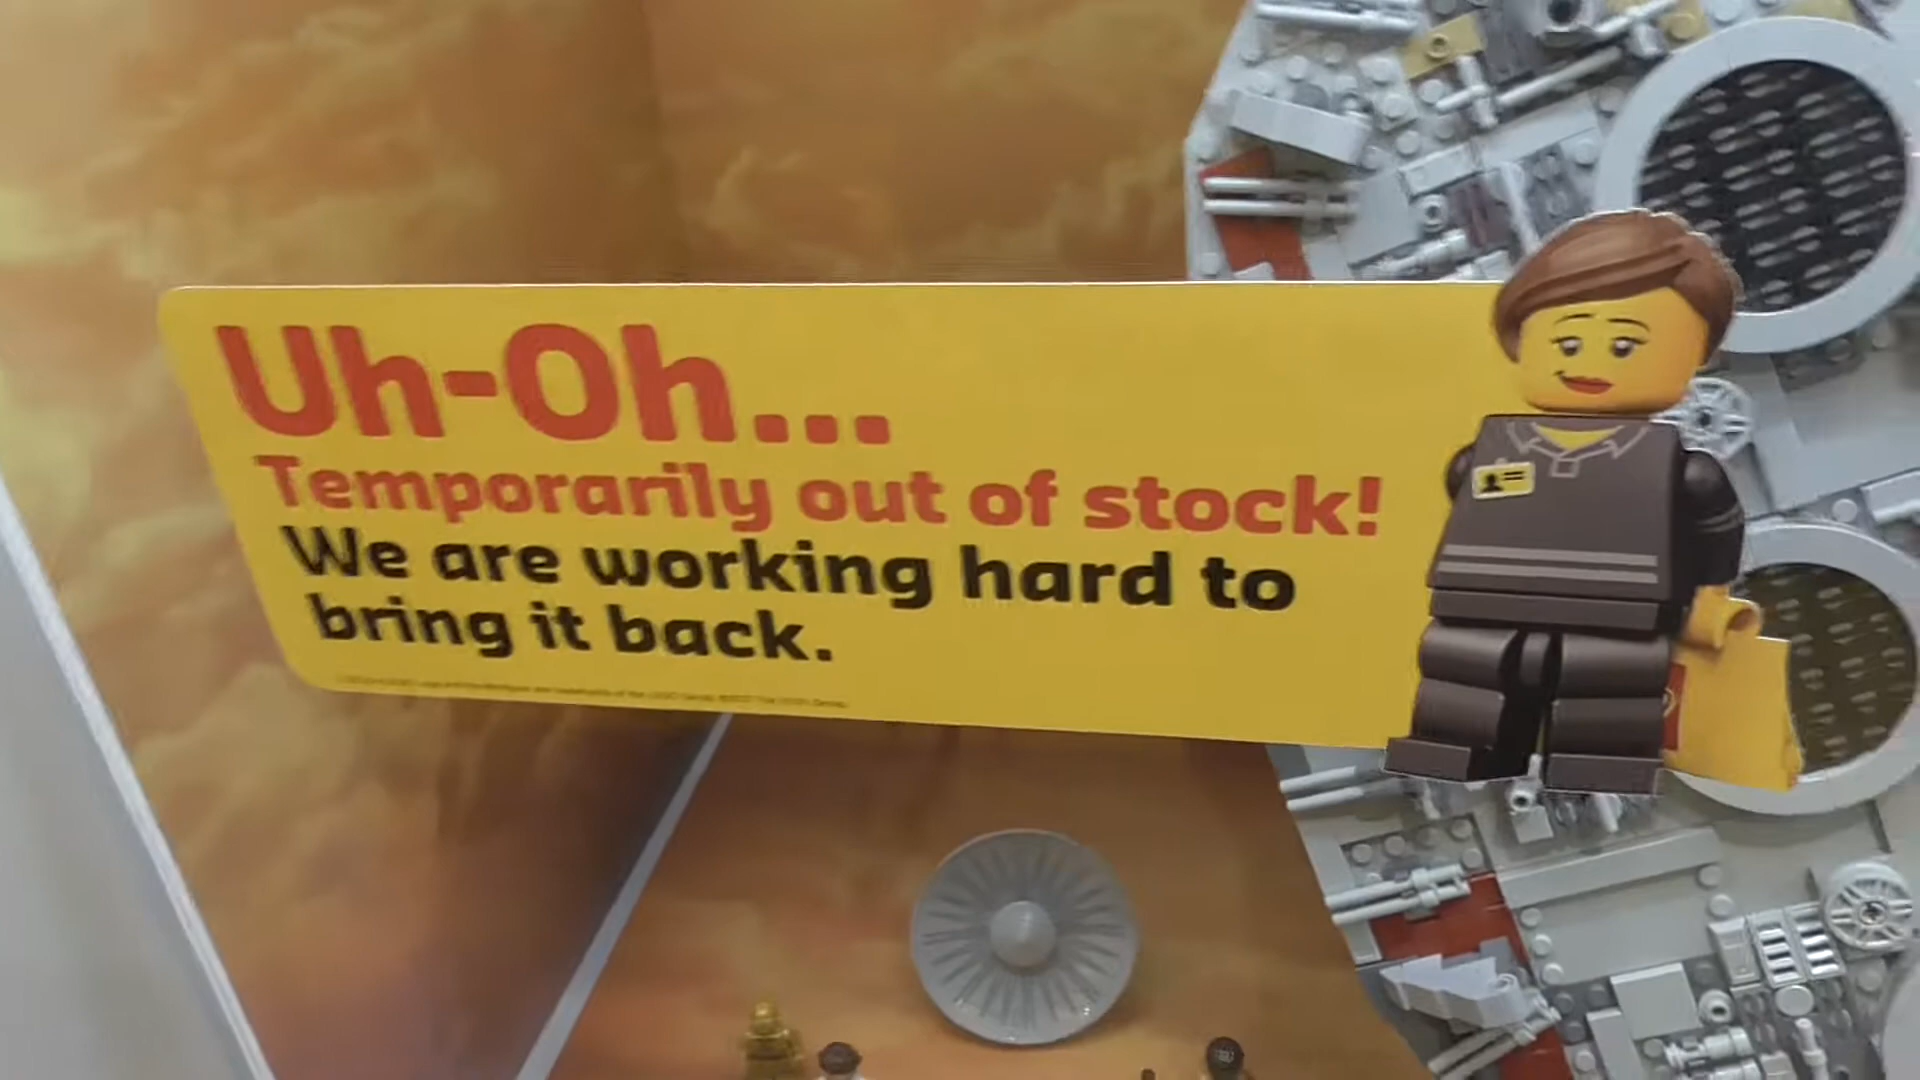 Uh-Oh...
Temporarily out of stock!
We are working hard to
bring it back.